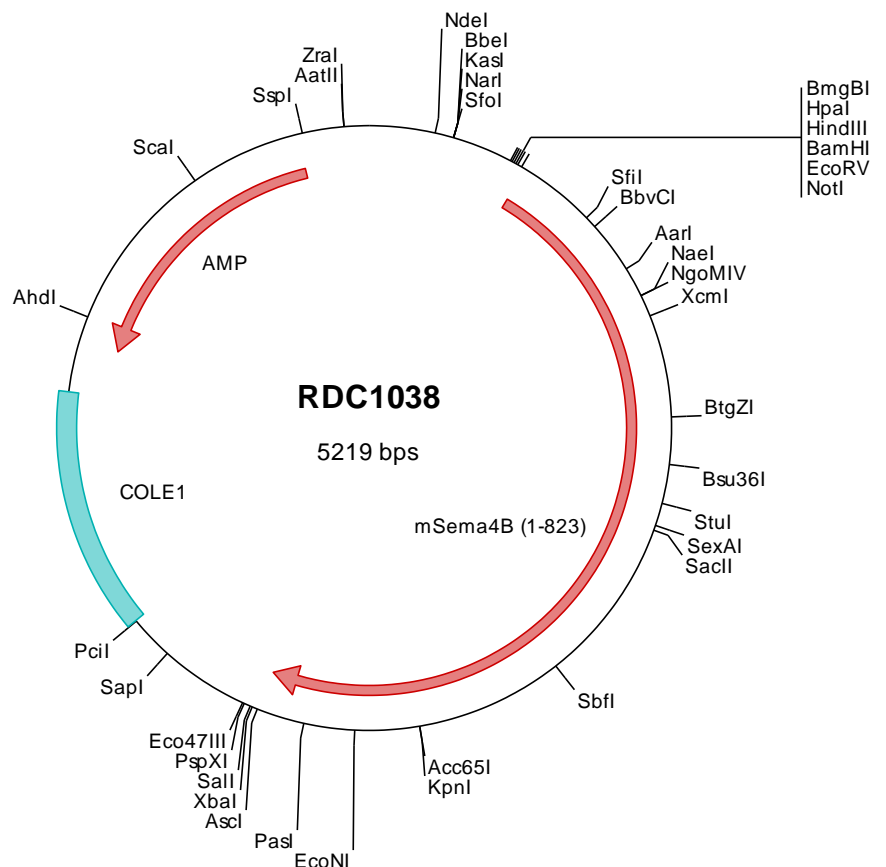 NdeI
BbeI
KasI
NarI
SfoI
ZraI
AatII
SspI
ScaI
BmgBI
HpaI
HindIII
BamHI
EcoRV
NotI
SfiI
BbvCI
AarI
NaeI
NgoMIV
XcmI
AMP
AhdI
RDC1038
5219 bps
BtgZI
Bsu36I
COLE1
StuI
mSema4B (1-823)
SexAI
SacII
PciI
SapI
SbfI
Eco47III
PspXI
SalI
XbaI
AscI
Acc65I
KpnI
PasI
EcoNI